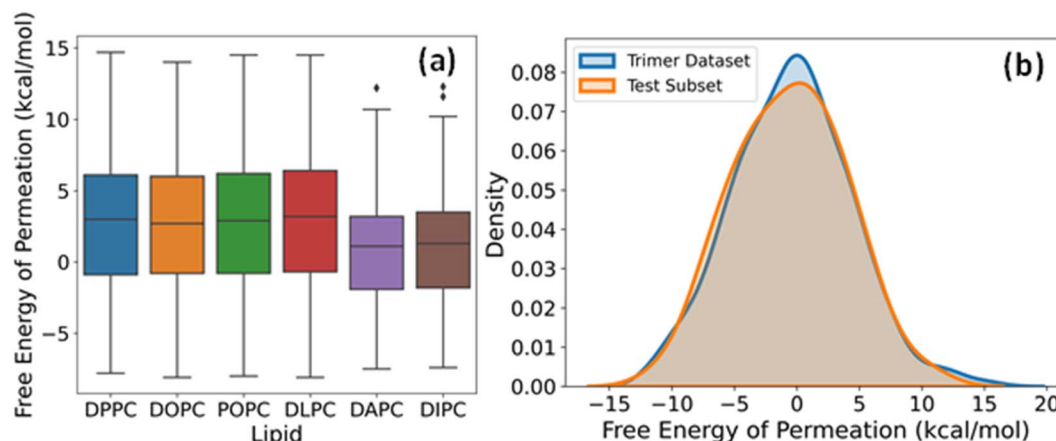 Free Energy of Permeation (kcal/mol)
15
10
5
0
−5
(a)
DPPC DOPC POPC DLPC DAPC DIPC
Lipid
Density
0.08
0.07
0.06
0.05
0.04
0.03
0.02
0.01
0.00
Trimer Dataset
Test Subset
(b)
−15 −10 −5 0 5 10 15 20
Free Energy of Permeation (kcal/mol)